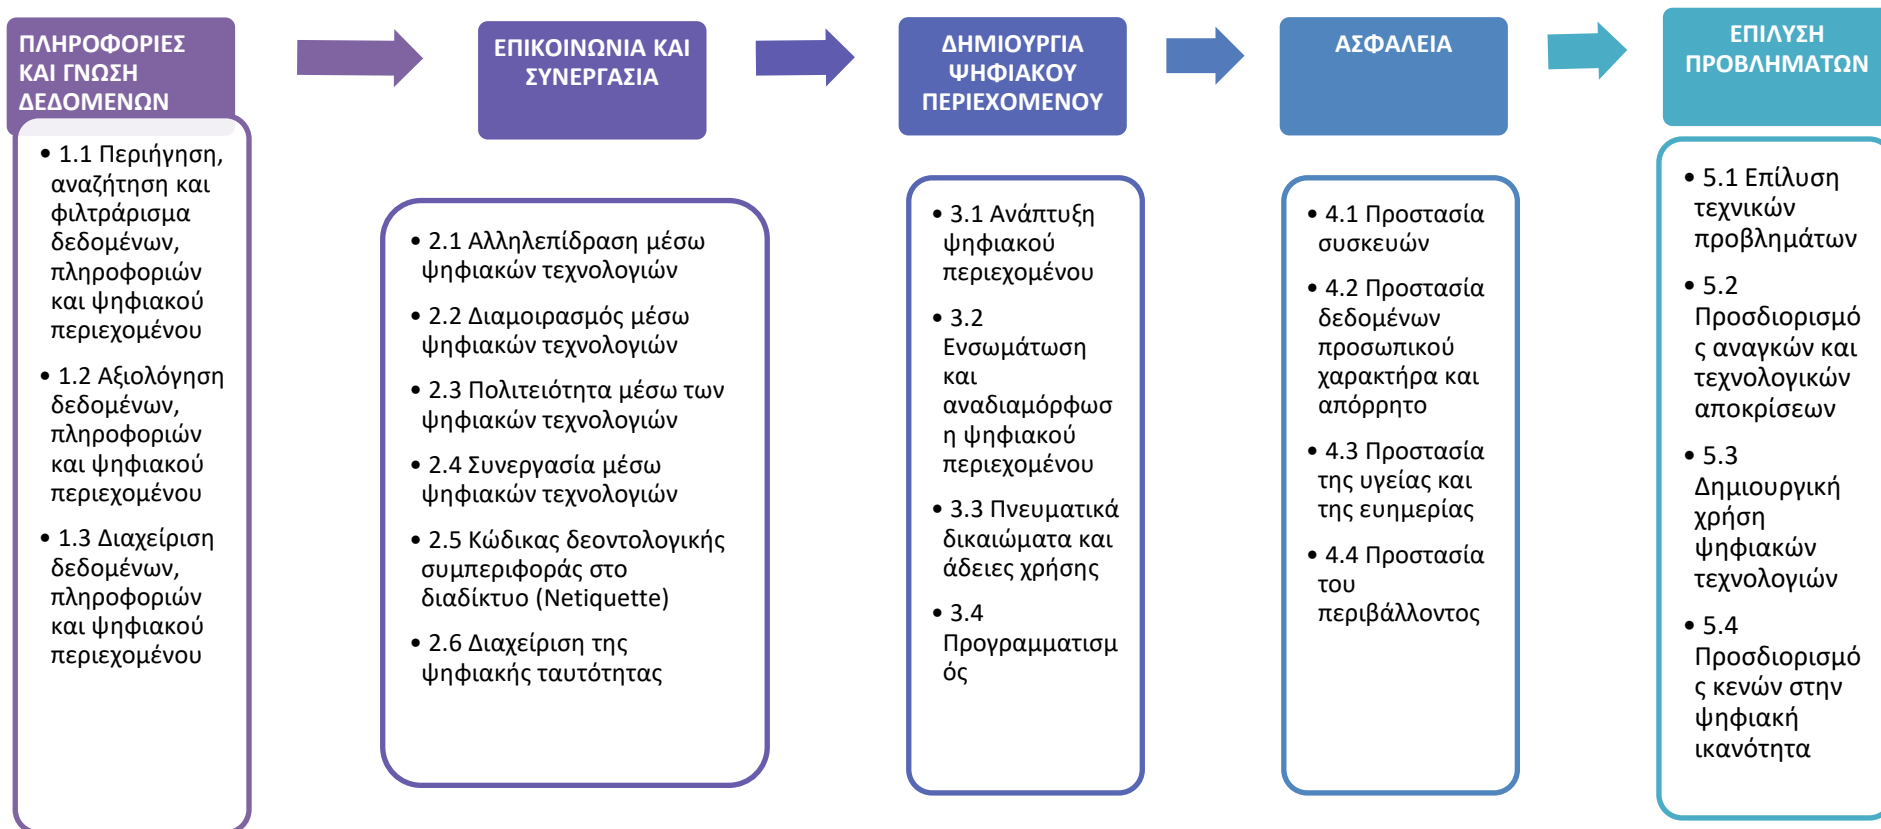 ΠΛΗΡΟΦΟΡΙΕΣ
ΚΑΙ ΓΝΩΣΗ
ΔΕΔΟΜΕΝΩΝ
• 1.1 Περιήγηση,
αναζήτηση και
φιλτράρισμα
δεδομένων,
πληροφοριών
και ψηφιακού
περιεχομένου
• 1.2 Αξιολόγηση
δεδομένων,
πληροφοριών
και ψηφιακού
περιεχομένου
• 1.3 Διαχείριση
δεδομένων,
πληροφοριών
και ψηφιακού
περιεχομένου
ΕΠΙΚΟΙΝΩΝΙΑ ΚΑΙ
ΣΥΝΕΡΓΑΣΙΑ
• 2.1 Αλληλεπίδραση μέσω
ψηφιακών τεχνολογιών
• 2.2 Διαμοιρασμός μέσω
ψηφιακών τεχνολογιών
• 2.3 Πολιτειότητα μέσω των
ψηφιακών τεχνολογιών
• 2.4 Συνεργασία μέσω
ψηφιακών τεχνολογιών
• 2.5 Κώδικας δεοντολογικής
συμπεριφοράς στο
διαδίκτυο (Netiquette)
• 2.6 Διαχείριση της
ψηφιακής ταυτότητας
ΔΗΜΙΟΥΡΓΙΑ
ΨΗΦΙΑΚΟΥ
ΠΕΡΙΕΧΟΜΕΝΟΥ
• 3.1 Ανάπτυξη
ψηφιακού
περιεχομένου
• 3.2
Ενσωμάτωση
και
αναδιαμόρφωσ
η ψηφιακού
περιεχομένου
• 3.3 Πνευματικά
δικαιώματα και
άδειες χρήσης
• 3.4
Προγραμματισμ
ός
ΑΣΦΑΛΕΙΑ
• 4.1 Προστασία
συσκευών
• 4.2 Προστασία
δεδομένων
προσωπικού
χαρακτήρα και
απόρρητο
• 4.3 Προστασία
της υγείας και
της ευημερίας
• 4.4 Προστασία
του
περιβάλλοντος
ΕΠΙΛΥΣΗ
ΠΡΟΒΛΗΜΑΤΩΝ
• 5.1 Επίλυση
τεχνικών
προβλημάτων
• 5.2
Προσδιορισμό
ς αναγκών και
τεχνολογικών
αποκρίσεων
• 5.3
Δημιουργική
χρήση
ψηφιακών
τεχνολογιών
• 5.4
Προσδιορισμό
ς κενών στην
ψηφιακή
ικανότητα